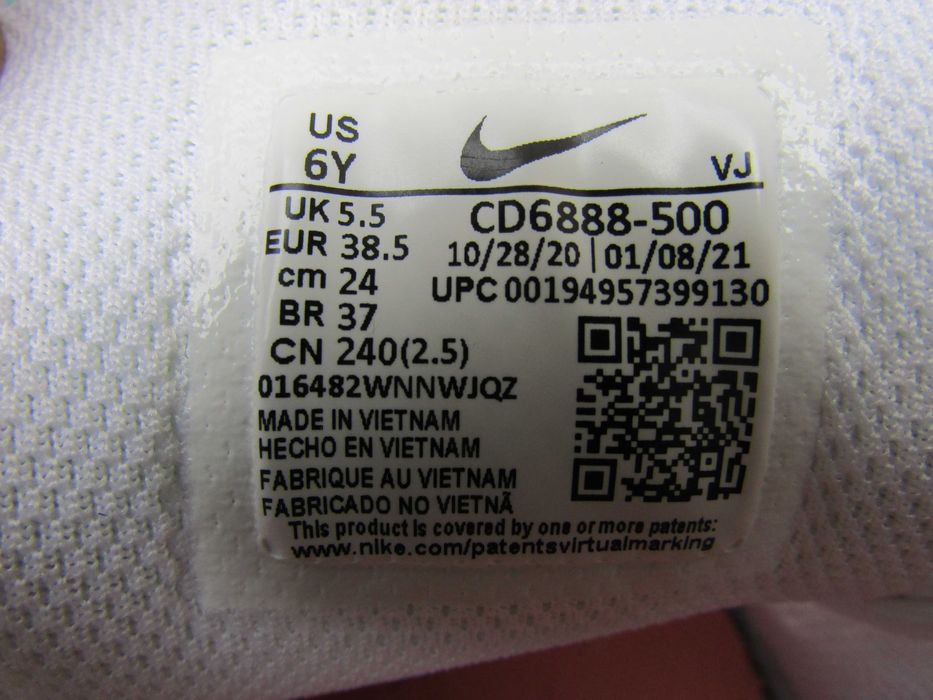 US
6Y
VJ
UK 5.5
EUR 38.5
cm 24
BR 37
CN 240(2.5)
CD6888-500
10/28/20 | 01/08/21
UPC 00194957399130
016482WNNWJQZ
MADE IN VIETNAM
HECHO EN VIETNAM
FABRIQUE AU VIETNAM
FABRICADO NO VIETNÃ
This product is covered by one or more patents:
www.nike.com/patentsvirtualmarking